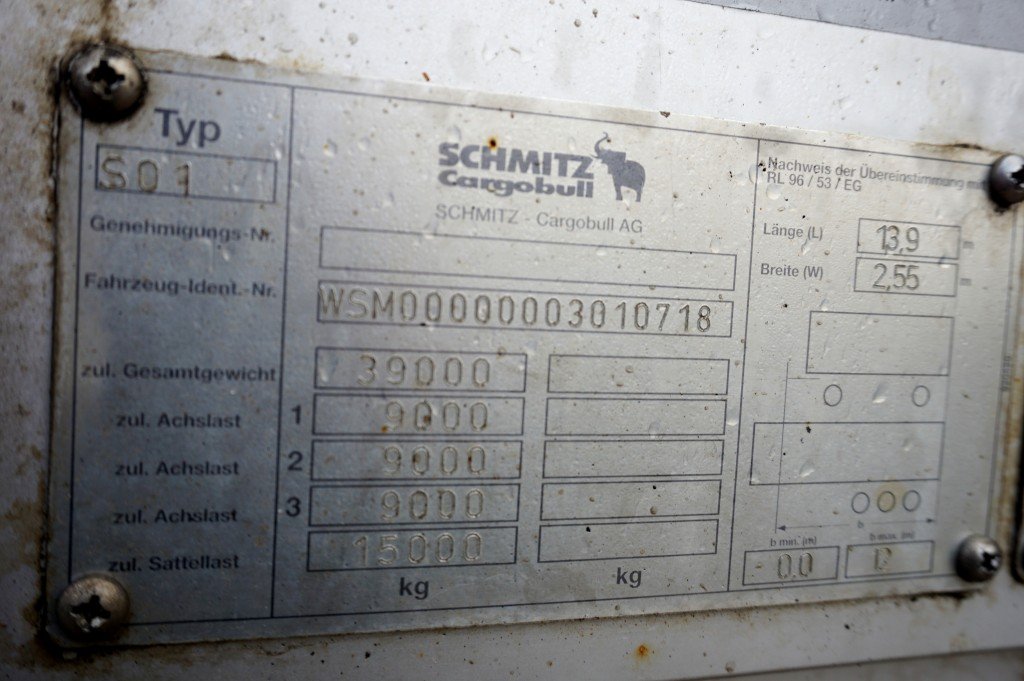 Typ
S01
SCHMITZ
Cargobull
SCHMITZ - Cargobull AG
Genehmigungs-Nr.
Fahrzeug-Ident.-Nr.
WSM00000003010718
zul. Gesamtgewicht 39000
zul. Achslast 1 9000
zul. Achslast 2 9000
zul. Achslast 3 9000
zul. Sattellast 15000
kg kg
Nachweis der Übereinstimmung mit
RL 96 / 53 / EG
Länge (L) 13,9 m
Breite (W) 2,55 m
b
b min. (m) b max. (m)
0.0